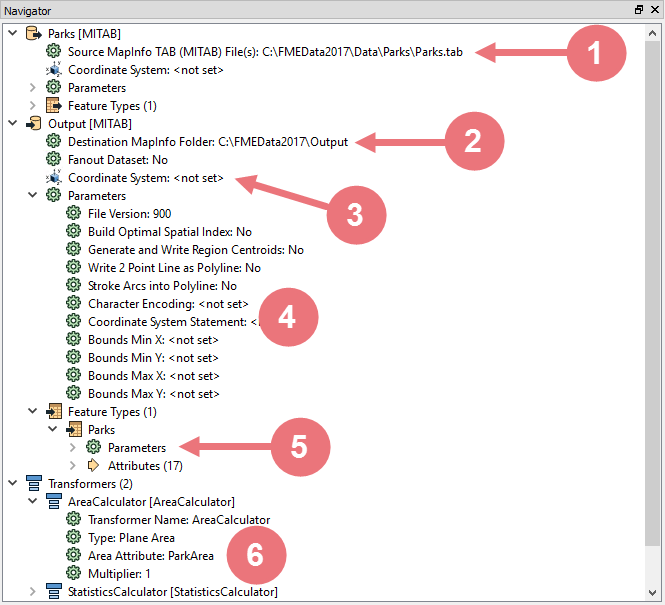 Navigator
Parks [MITAB]
Source MapInfo TAB (MITAB) File(s): C:\FMEData2017\Data\Parks\Parks.tab
1
Coordinate System: <not set>
Parameters
Feature Types (1)
Output [MITAB]
Destination MapInfo Folder: C:\FMEData2017\Output
2
Fanout Dataset: No
Coordinate System: <not set>
3
Parameters
File Version: 900
Build Optimal Spatial Index: No
Generate and Write Region Centroids: No
Write 2 Point Line as Polyline: No
Stroke Arcs into Polyline: No
Character Encoding: <not set>
Coordinate System Statement: <
4
Bounds Min X: <not set>
Bounds Min Y: <not set>
Bounds Max X: <not set>
Bounds Max Y: <not set>
Feature Types (1)
Parks
Parameters
5
Attributes (17)
Transformers (2)
AreaCalculator [AreaCalculator]
Transformer Name: AreaCalculator
Type: Plane Area
Area Attribute: ParkArea
6
Multiplier: 1
StatisticsCalculator [StatisticsCalculator]